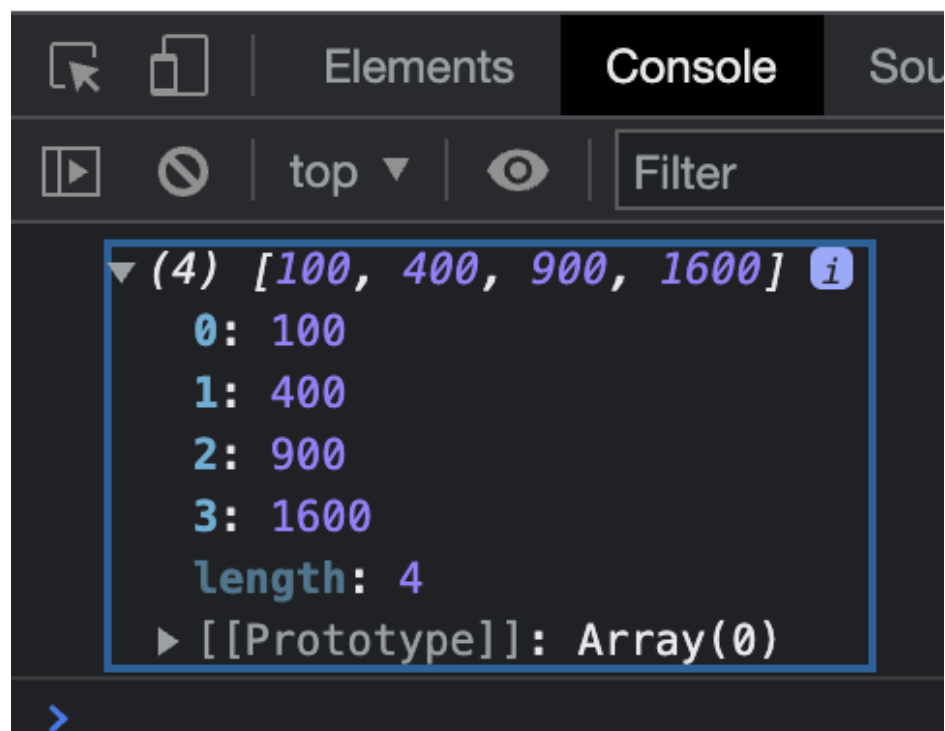 Elements Console Sou
top Filter
(4) [100, 400, 900, 1600] i
0: 100
1: 400
2: 900
3: 1600
length: 4
[[Prototype]]: Array(0)